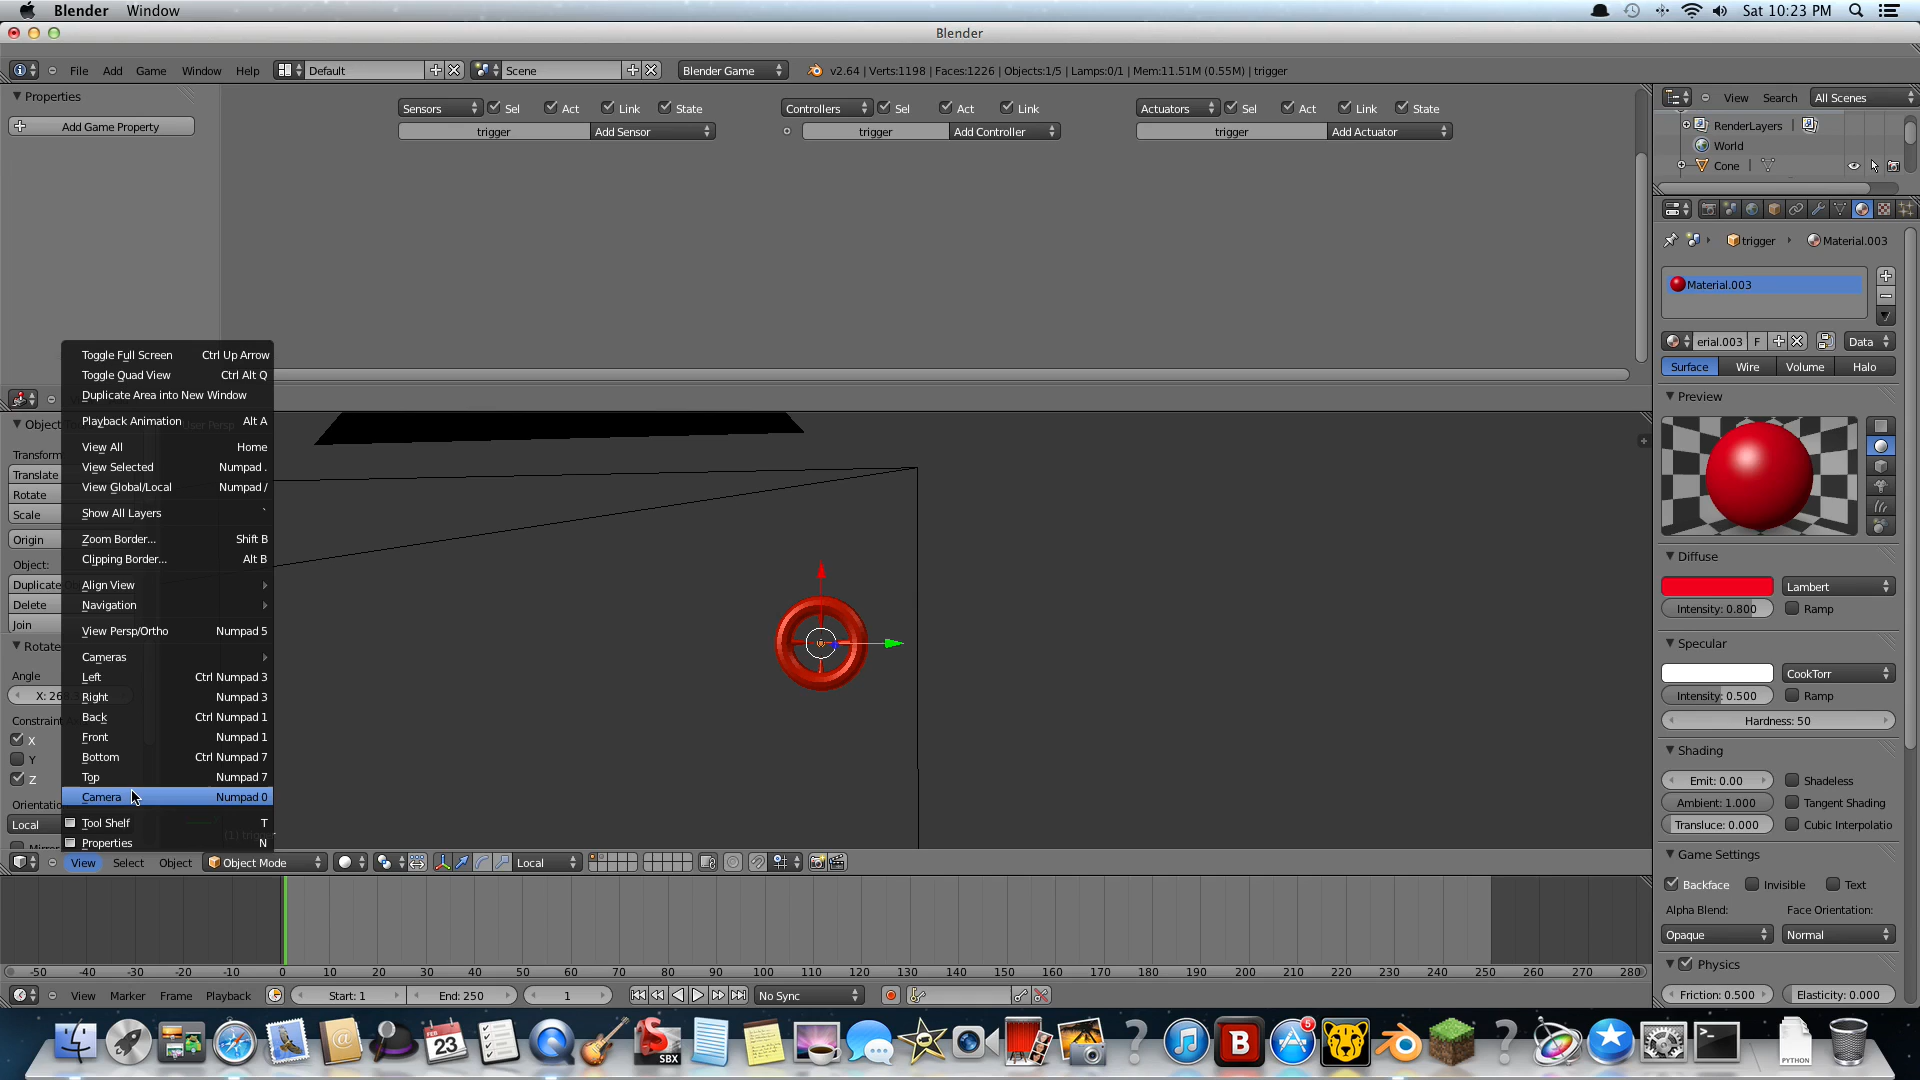 Blender Window Sat 10:23 PM
Blender
File Add Game Window Help Default Scene Blender Game v2.64 | Verts:1198 | Faces:1226 | Objects:1/5 | Lamps:0/1 | Mem:11.51M (0.55M) | trigger
Properties
Add Game Property
Sensors Sel Act Link State Controllers Sel Act Link Actuators Sel Act Link State
trigger Add Sensor trigger Add Controller trigger Add Actuator
View Search All Scenes
RenderLayers |
World
Cone |
trigger Material.003
Material.003
erial.003 F Data
Surface Wire Volume Halo
Preview
Diffuse
Lambert
Intensity: 0.800 Ramp
Specular
CookTorr
Intensity: 0.500 Ramp
Hardness: 50
Shading
Emit: 0.00 Shadeless
Ambient: 1.000 Tangent Shading
Transluce: 0.000 Cubic Interpolatio
Game Settings
Backface Invisible Text
Alpha Blend: Face Orientation:
Opaque Normal
Physics
Friction: 0.500 Elasticity: 0.000
Toggle Full Screen Ctrl Up Arrow
Toggle Quad View Ctrl Alt Q
Duplicate Area into New Window
Playback Animation Alt A
View All Home
View Selected Numpad .
View Global/Local Numpad /
Show All Layers `
Zoom Border... Shift B
Clipping Border... Alt B
Align View
Navigation
View Persp/Ortho Numpad 5
Cameras
Left Ctrl Numpad 3
Right Numpad 3
Back Ctrl Numpad 1
Front Numpad 1
Bottom Ctrl Numpad 7
Top Numpad 7
Camera Numpad 0
Tool Shelf T
Properties N
User Persp
Object
Transform
Translate
Rotate
Scale
Origin
Object:
Duplicate
Delete
Join
Rotate
Angle
X: 26
Constraint
X
Y
Z
Orientatio
Local
(1) trigger
View Select Object Object Mode Local
-50 -40 -30 -20 -10 0 10 20 30 40 50 60 70 80 90 100 110 120 130 140 150 160 170 180 190 200 210 220 230 240 250 260 270 280
View Marker Frame Playback Start: 1 End: 250 1 No Sync
FEB
23
SBX
B
5
PYTHON